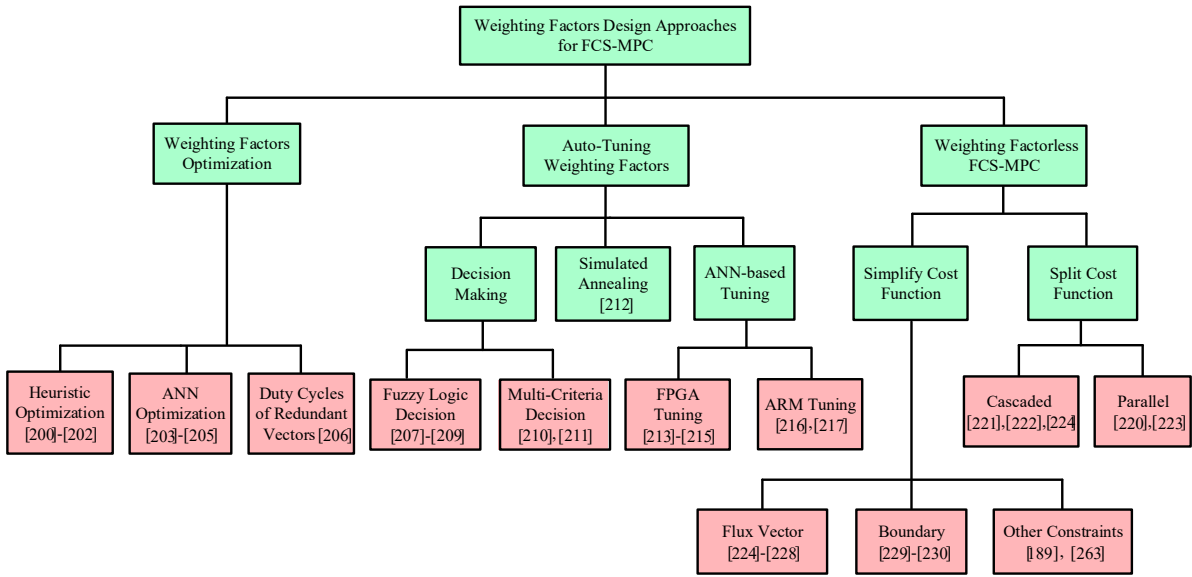 Weighting Factors Design Approaches
for FCS-MPC
Weighting Factors
Optimization
Auto-Tuning
Weighting Factors
Weighting Factorless
FCS-MPC
Decision
Making
Simulated
Annealing
[212]
ANN-based
Tuning
Simplify Cost
Function
Split Cost
Function
Heuristic
Optimization
[200]-[202]
ANN
Optimization
[203]-[205]
Duty Cycles
of Redundant
Vectors [206]
Fuzzy Logic
Decision
[207]-[209]
Multi-Criteria
Decision
[210],[211]
FPGA
Tuning
[213]-[215]
ARM Tuning
[216],[217]
Cascaded
[221],[222],[224]
Parallel
[220],[223]
Flux Vector
[224]-[228]
Boundary
[229]-[230]
Other Constraints
[189], [263]